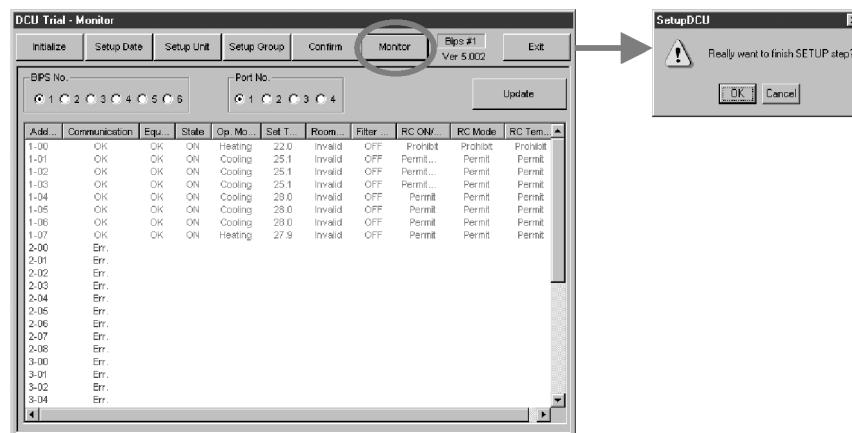 DCU Trial - Monitor
Initialize Setup Date Setup Unit Setup Group Confirm Monitor Bips #1 Ver 5.002 Exit
BIPS No. Port No.
1 2 3 4 5 6 1 2 3 4 Update
Add... Communication Equ... State Op. Mo... Set T... Room... Filter ... RC ON/... RC Mode RC Tem...
1-00 OK OK ON Heating 22.0 Invalid OFF Prohibit Prohibit Prohibit
1-01 OK OK ON Cooling 25.1 Invalid OFF Permit... Permit Permit
1-02 OK OK ON Cooling 25.1 Invalid OFF Permit... Permit Permit
1-03 OK OK ON Cooling 25.1 Invalid OFF Permit... Permit Permit
1-04 OK OK ON Cooling 28.0 Invalid OFF Permit Permit Permit
1-05 OK OK ON Cooling 28.0 Invalid OFF Permit Permit Permit
1-06 OK OK ON Cooling 28.0 Invalid OFF Permit Permit Permit
1-07 OK OK ON Heating 27.9 Invalid OFF Permit Permit Permit
2-00 Err.
2-01 Err.
2-02 Err.
2-03 Err.
2-04 Err.
2-05 Err.
2-06 Err.
2-07 Err.
2-08 Err.
3-00 Err.
3-01 Err.
3-02 Err.
3-04 Err.
SetupDCU
Really want to finish SETUP step?
OK Cancel